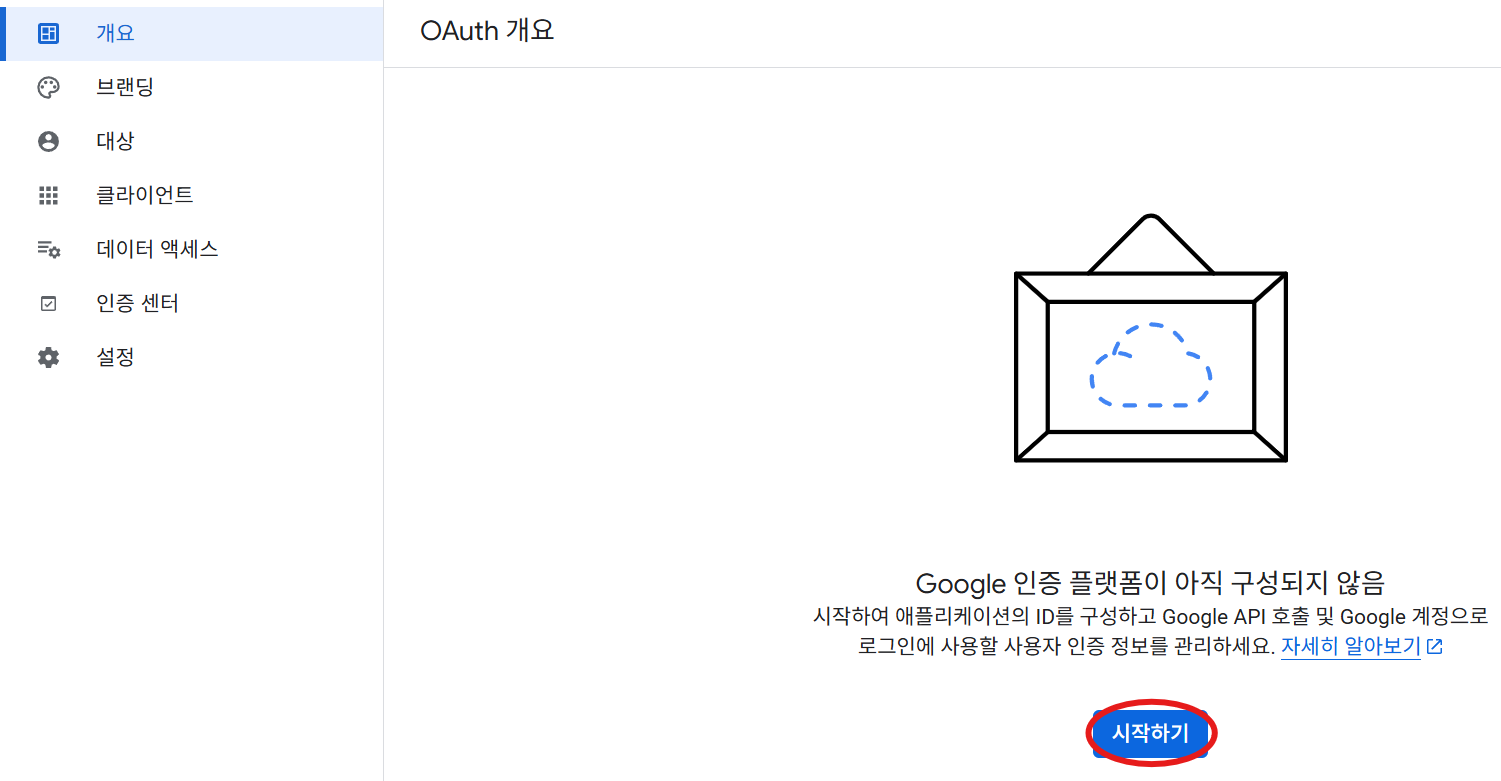 개요
브랜딩
대상
클라이언트
데이터 액세스
인증 센터
설정
OAuth 개요
Google 인증 플랫폼이 아직 구성되지 않음
시작하여 애플리케이션의 ID를 구성하고 Google API 호출 및 Google 계정으로
로그인에 사용할 사용자 인증 정보를 관리하세요. 자세히 알아보기
시작하기